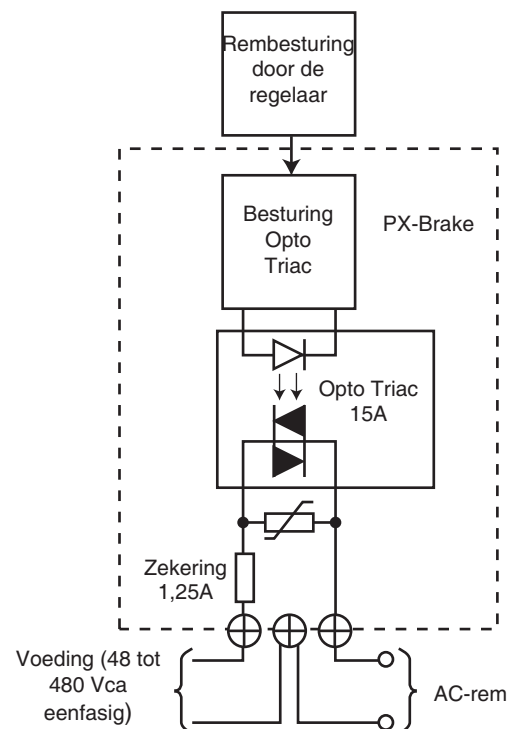 Rembesturing
door de
regelaar
Besturing
Opto
Triac
PX-Brake
Opto Triac
15A
Zekering
1,25A
Voeding (48 tot
480 Vca
eenfasig)
AC-rem